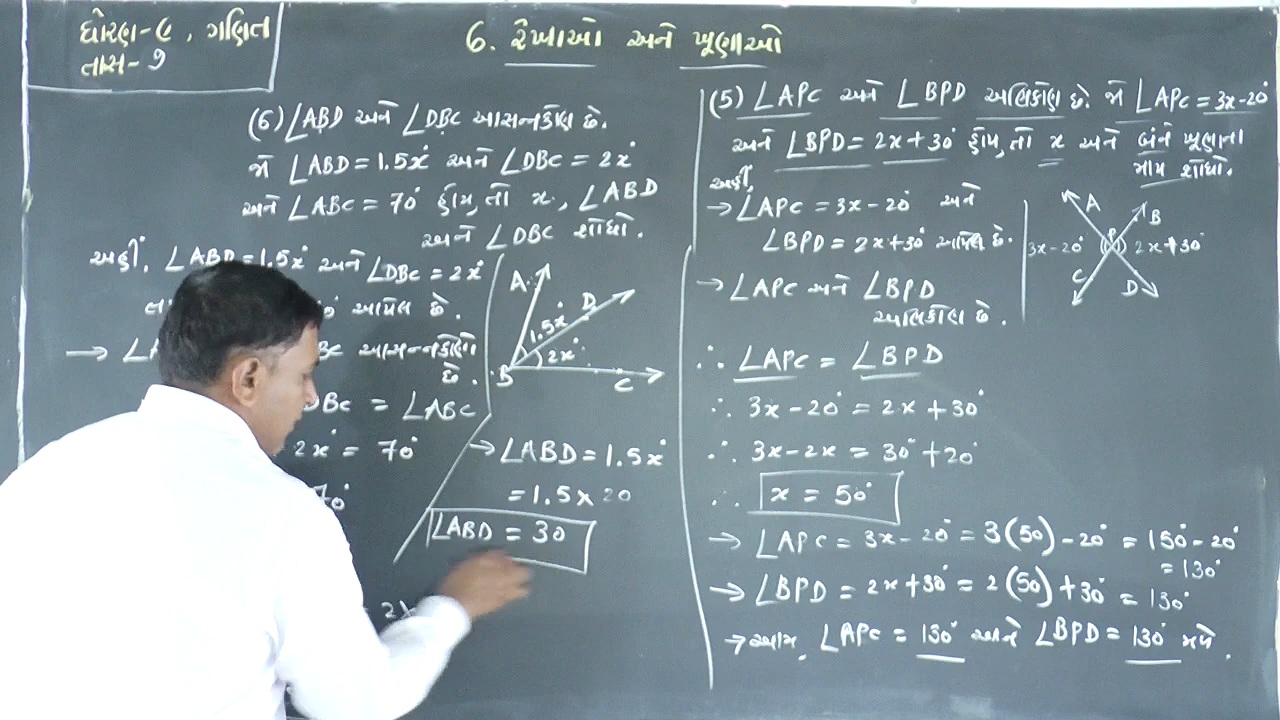 ધોરણ-૯, ગણિત
તાસ-૭
6. રેખાઓ અને ખૂણાઓ
(6) ∠ABD અને ∠DBC આસન્નકોણ છે.
જો ∠ABD = 1.5x° અને ∠DBC = 2x°
અને ∠ABC = 70° હોય, તો x, ∠ABD
અને ∠DBC શોધો.
અહીં, ∠ABD = 1.5x° અને ∠DBC = 2x°
આપેલ છે.
→ ∠A BC આસન્નકોણો
છે.
DBC = ∠ABC
2x° = 70°
70°
= 2x
A
D
1.5x°
2x°
B
C
→ ∠ABD = 1.5x°
= 1.5 x 20
∠ABD = 30
(5) ∠APC અને ∠BPD અભિકોણ છે. જો ∠APC = 3x-20°
અને ∠BPD = 2x+30° હોય, તો x અને બંને ખૂણાના
માપ શોધો.
અહીં,
→ ∠APC = 3x-20° અને
∠BPD = 2x+30° આપેલ છે.
→ ∠APC અને ∠BPD
અભિકોણ છે.
A
B
P
3x-20°
2x+30°
C
D
∴ ∠APC = ∠BPD
∴ 3x-20° = 2x+30°
∴ 3x-2x = 30°+20°
∴ x = 50°
→ ∠APC = 3x-20° = 3(50)-20° = 150°-20°
= 130°
→ ∠BPD = 2x+30° = 2(50)+30° = 130°
→ આમ, ∠APC = 130° અને ∠BPD = 130° મળે.